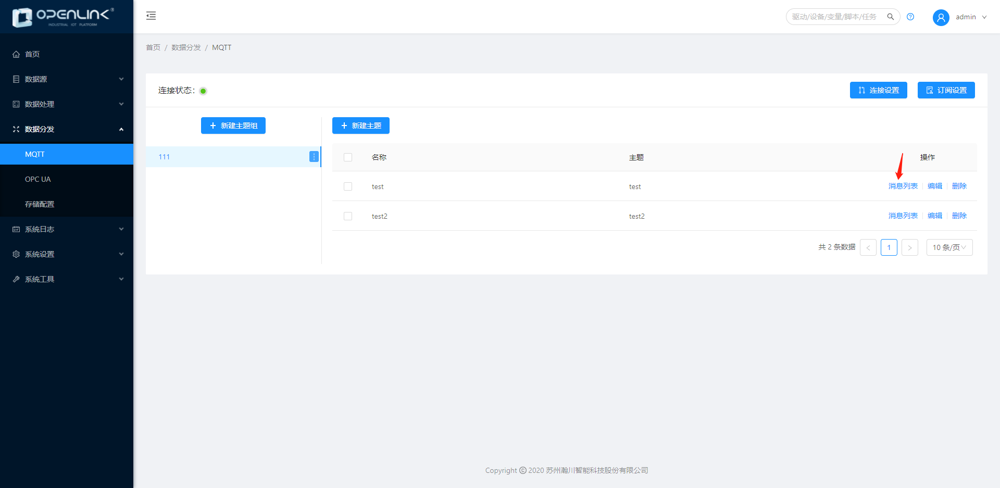 OPENLINK®
INDUSTRIAL IOT PLATFORM
驱动/设备/变量/脚本/任务
admin
首页 / 数据分发 / MQTT
首页
数据源
数据处理
数据分发
MQTT
OPC UA
存储配置
系统日志
系统设置
系统工具
连接状态：
连接设置
订阅设置
新建主题组
新建主题
111
名称 主题 操作
test test 消息列表 编辑 删除
test2 test2 消息列表 编辑 删除
共 2 条数据 < 1 > 10 条/页
Copyright © 2020 苏州瀚川智能科技股份有限公司